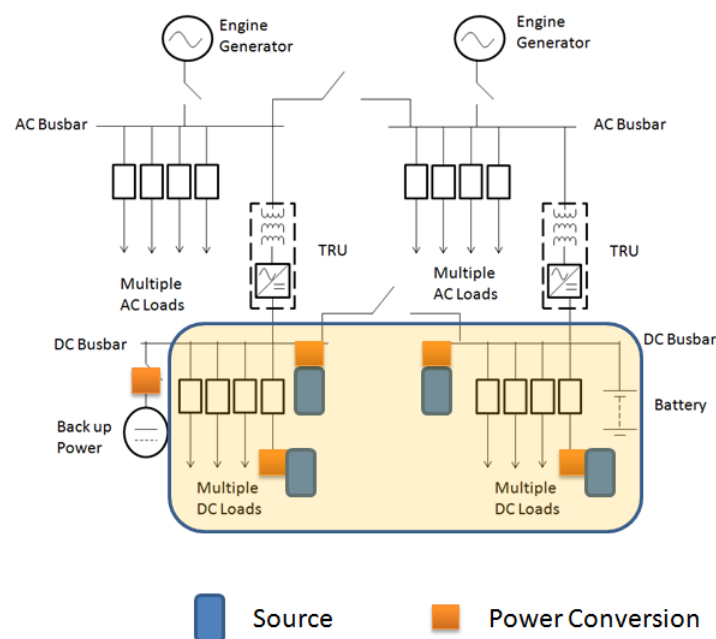 Engine
Generator
Engine
Generator
AC Busbar
AC Busbar
TRU
TRU
Multiple
AC Loads
Multiple
AC Loads
DC Busbar
DC Busbar
Battery
Back up
Power
Multiple
DC Loads
Multiple
DC Loads
Source
Power Conversion